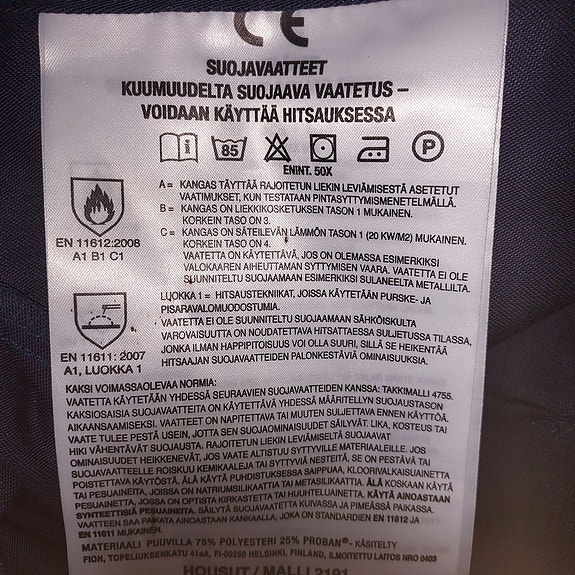 CE
SUOJAVAATTEET
KUUMUUDELTA SUOJAAVA VAATETUS –
VOIDAAN KÄYTTÄÄ HITSAUKSESSA
i 85 P
ENINT. 50X
A = KANGAS TÄYTTÄÄ RAJOITETUN LIEKIN LEVIÄMISESTÄ ASETETUT
VAATIMUKSET, KUN TESTATAAN PINTASYTTYMISMENETELMÄLLÄ.
B = KANGAS ON LIEKKIKOSKETUKSEN TASON 1 MUKAINEN.
KORKEIN TASO ON 3.
C = KANGAS ON SÄTEILEVÄN LÄMMÖN TASON 1 (20 KW/M2) MUKAINEN.
KORKEIN TASO ON 4.
VAATETTA ON KÄYTETTÄVÄ, JOS ON OLEMASSA ESIMERKIKSI
VALOKAAREN AIHEUTTAMAN SYTTYMISEN VAARA. VAATETTA EI OLE
SUUNNITELTU SUOJAAMAAN ESIMERKIKSI SULANEELTA METALLILTA.
EN 11612:2008
A1 B1 C1
LUOKKA 1 = HITSAUSTEKNIIKAT, JOISSA KÄYTETÄÄN PURSKE- JA
PISARAVALOMUODOSTUMIA.
VAATETTA EI OLE SUUNNITELTU SUOJAAMAAN SÄHKÖISKULTA
VAROVAISUUTTA ON NOUDATETTAVA HITSATTAESSA SULJETUSSA TILASSA,
JONKA ILMAN HAPPIPITOISUUS VOI OLLA SUURI, SILLÄ SE HEIKENTÄÄ
HITSAAJAN SUOJAVAATTEIDEN PALONKESTÄVIÄ OMINAISUUKSIA.
EN 11611: 2007
A1, LUOKKA 1
KAKSI VOIMASSAOLEVAA NORMIA:
VAATETTA KÄYTETÄÄN YHDESSÄ SEURAAVIEN SUOJAVAATTEIDEN KANSSA: TAKKIMALLI 4755.
KAKSIOSAISIA SUOJAVAATTEITA ON KÄYTETTÄVÄ YHDESSÄ MÄÄRITELLYN SUOJAUSTASON
AIKAANSAAMISEKSI. VAATTEET ON NAPITETTAVA TAI MUUTEN SULJETTAVA ENNEN KÄYTTÖÄ.
VAATE TULEE PESTÄ USEIN, JOTTA SEN SUOJAOMINAISUUDET SÄILYVÄT. LIKA, KOSTEUS TAI
HIKI VÄHENTÄVÄT SUOJAUSTA. RAJOITETUN LIEKIN LEVIÄMISELTÄ SUOJAAVAT
OMINAISUUDET HEIKKENEVÄT, JOS VAATE ALTISTUU SYTTYVILLE MATERIAALEILLE. JOS
SUOJAVAATTEELLE ROISKUU KEMIKAALEJA TAI SYTTYVIÄ NESTEITÄ, SE ON PESTÄVÄ TAI
POISTETTAVA KÄYTÖSTÄ. ÄLÄ KÄYTÄ PUHDISTUKSESSA SAIPPUAA, KLOORIVALKAISUAINETTA
TAI PESUAINEITA, JOISSA ON NATRIUMSILIKAATTIA TAI METASILIKAATTIA. ÄLÄ KOSKAAN KÄYTÄ
PESUAINETTA, JOSSA ON OPTISTA KIRKASTETTA TAI HUUHTELUAINETTA. KÄYTÄ AINOASTAAN
SYNTEETTISIÄ PESUAINEITA. SÄILYTÄ SUOJAVAATTEITA KUIVASSA JA PIMEÄSSÄ PAIKASSA.
VAATTEEN SAA PAIKATA AINOASTAAN KANKAALLA, JOKA ON STANDARDIEN EN 11612 JA
EN 11611 MUKAINEN.
MATERIAALI PUUVILLA 75% POLYESTERI 25% PROBAN®- KÄSITELTY
FIOH, TOPELIUKSENKATU 41aA, FI-00250 HELSINKI, FINLAND, ILMOITETTU LAITOS NRO 0403
HOUSUT / MALLI 2191